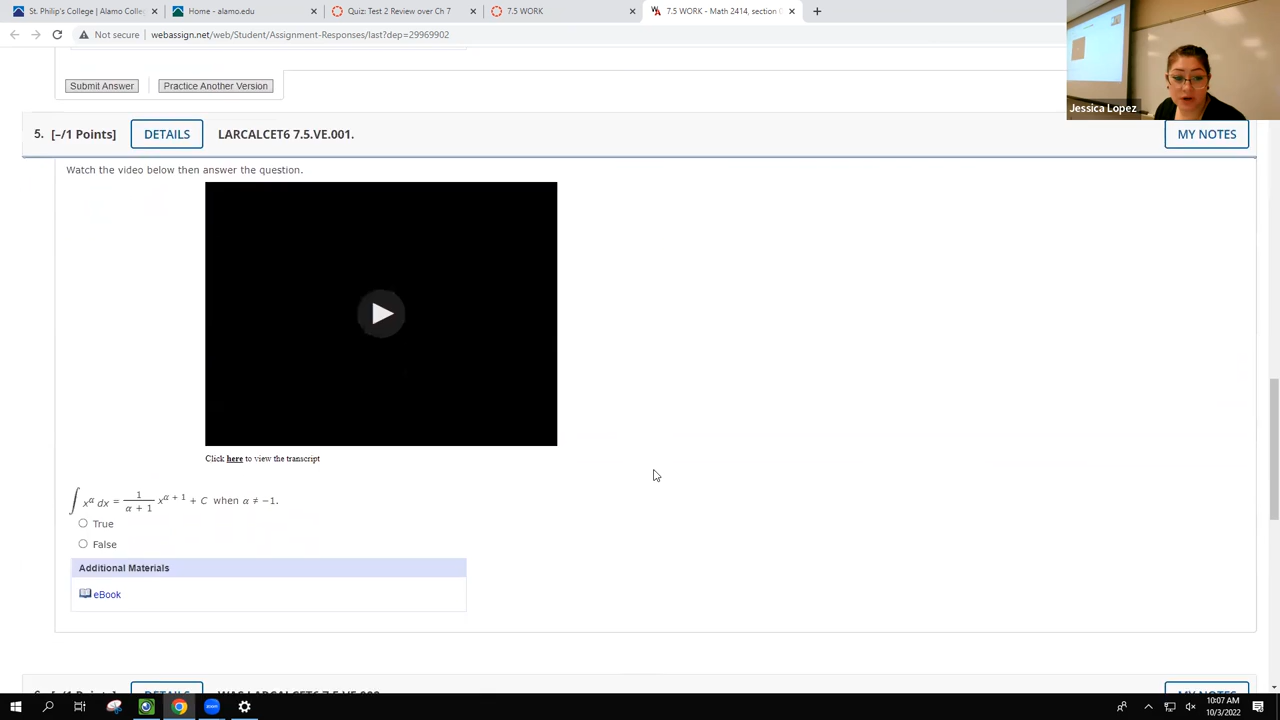 St. Philip's College | Alamo Colleg
Home - alamo.edu
Quiz: Test 2 Review over Ch 7
7.5 WORK
7.5 WORK - Math 2414, section
Not secure | webassign.net/web/Student/Assignment-Responses/last?dep=29969902
Jessica Lopez
Submit Answer
Practice Another Version
5. [–/1 Points] DETAILS LARCALCET6 7.5.VE.001. MY NOTES
Watch the video below then answer the question.
Click here to view the transcript
∫ x^α dx = 1/(α + 1) x^(α + 1) + C when α ≠ −1.
True
False
Additional Materials
eBook
10:07 AM
10/3/2022